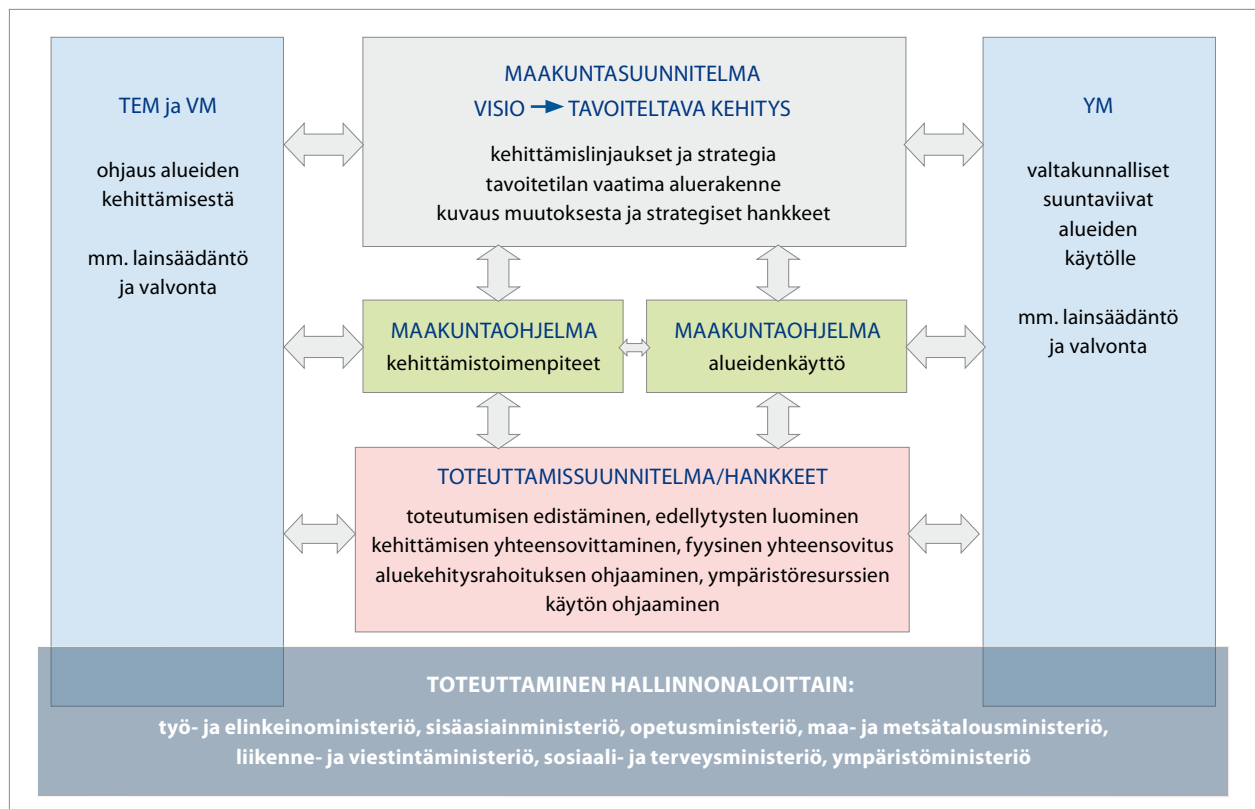 TEM ja VM
ohjaus alueiden
kehittämisestä
mm. lainsäädäntö
ja valvonta
MAAKUNTASUUNNITELMA
VISIO → TAVOITELTAVA KEHITYS
kehittämislinjaukset ja strategia
tavoitetilan vaatima aluerakenne
kuvaus muutoksesta ja strategiset hankkeet
YM
valtakunnalliset
suuntaviivat
alueiden
käytölle
mm. lainsäädäntö
ja valvonta
MAAKUNTAOHJELMA
kehittämistoimenpiteet
MAAKUNTAOHJELMA
alueidenkäyttö
TOTEUTTAMISSUUNNITELMA/HANKKEET
toteutumisen edistäminen, edellytysten luominen
kehittämisen yhteensovittaminen, fyysinen yhteensovitus
aluekehitysrahoituksen ohjaaminen, ympäristöresurssien
käytön ohjaaminen
TOTEUTTAMINEN HALLINNONALOITTAIN:
työ- ja elinkeinoministeriö, sisäasiainministeriö, opetusministeriö, maa- ja metsätalousministeriö,
liikenne- ja viestintäministeriö, sosiaali- ja terveysministeriö, ympäristöministeriö